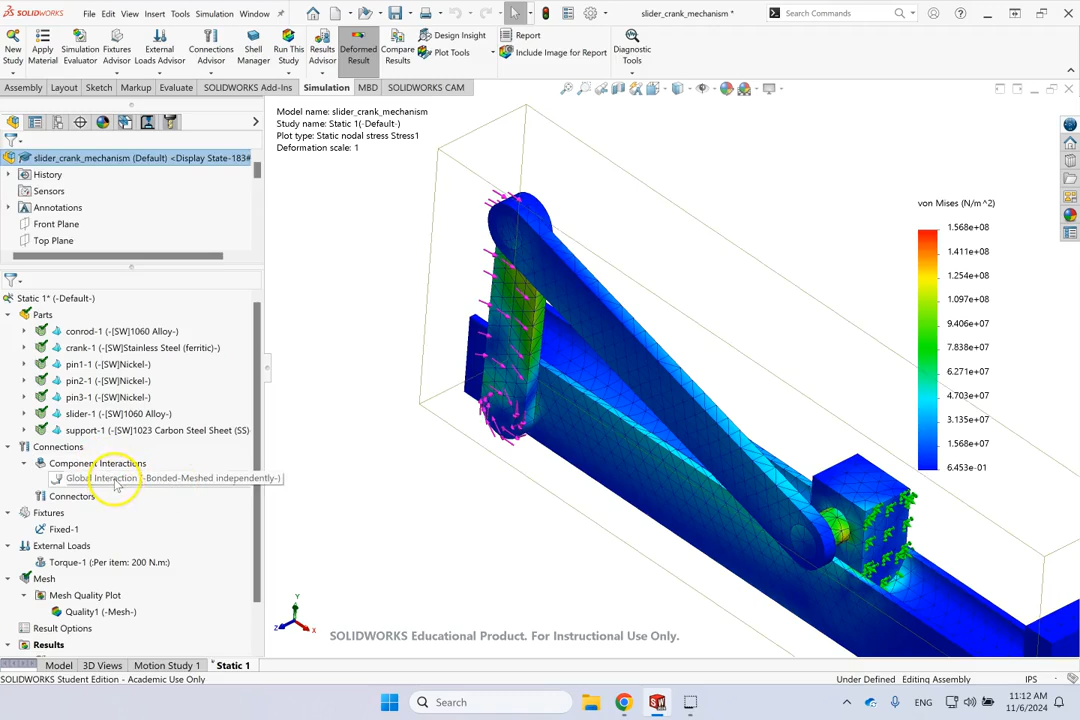 SOLIDWORKS File Edit View Insert Tools Simulation Window slider_crank_mechanism * Search Commands
New Study
Apply Material
Simulation Evaluator
Fixtures Advisor
External Loads Advisor
Connections Advisor
Shell Manager
Run This Study
Results Advisor
Deformed Result
Compare Results
Design Insight
Plot Tools
Report
Include Image for Report
Diagnostic Tools
Assembly Layout Sketch Markup Evaluate SOLIDWORKS Add-Ins Simulation MBD SOLIDWORKS CAM
slider_crank_mechanism (Default) <Display State-183#
History
Sensors
Annotations
Front Plane
Top Plane
Static 1* (-Default-)
Parts
conrod-1 (-[SW]1060 Alloy-)
crank-1 (-[SW]Stainless Steel (ferritic)-)
pin1-1 (-[SW]Nickel-)
pin2-1 (-[SW]Nickel-)
pin3-1 (-[SW]Nickel-)
slider-1 (-[SW]1060 Alloy-)
support-1 (-[SW]1023 Carbon Steel Sheet (SS)
Connections
Component Interactions
Global Interaction (-Bonded-Meshed independently-)
Connectors
Fixtures
Fixed-1
External Loads
Torque-1 (:Per item: 200 N.m:)
Mesh
Mesh Quality Plot
Quality1 (-Mesh-)
Result Options
Results
Model name: slider_crank_mechanism
Study name: Static 1(-Default-)
Plot type: Static nodal stress Stress1
Deformation scale: 1
von Mises (N/m^2)
1.568e+08
1.411e+08
1.254e+08
1.097e+08
9.406e+07
7.838e+07
6.271e+07
4.703e+07
3.135e+07
1.568e+07
6.453e-01
Y
Z
X
SOLIDWORKS Educational Product. For Instructional Use Only.
Model 3D Views Motion Study 1 Static 1
SOLIDWORKS Student Edition - Academic Use Only Under Defined Editing Assembly IPS
Search
ENG
11:12 AM
11/6/2024